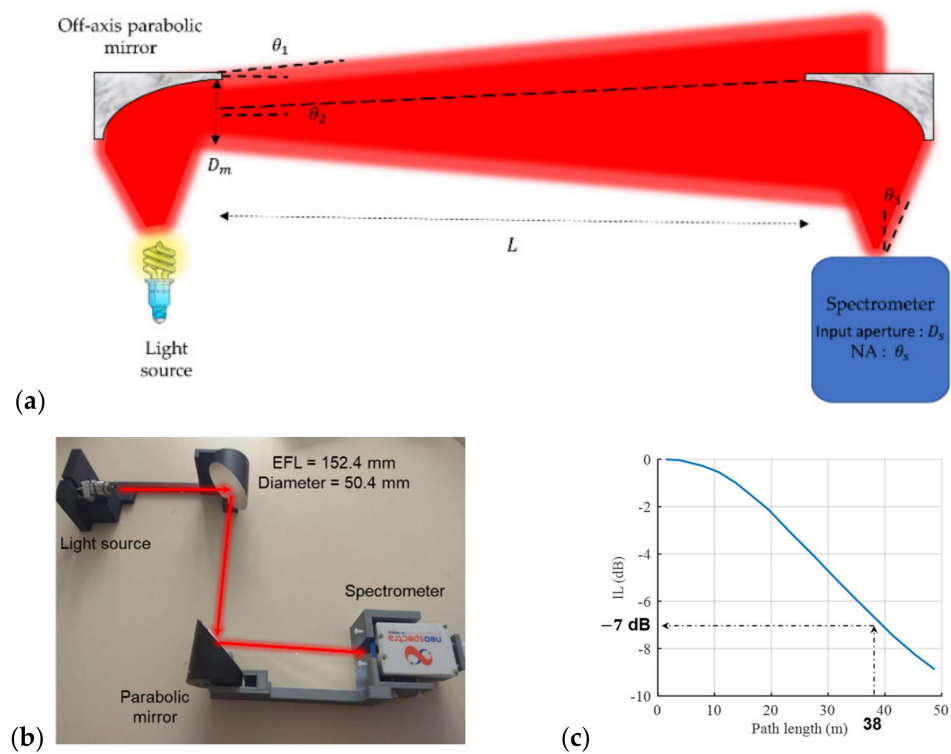 Off-axis parabolic
mirror
θ₁
θ₂
Dₘ
L
θ₃
Light
source
Spectrometer
Input aperture : Dₛ
NA : θₛ
(a)
EFL = 152.4 mm
Diameter = 50.4 mm
Light source
Spectrometer
neospectra
Parabolic
mirror
(b)
0
-2
-4
-6
−7 dB
-8
-10
IL (dB)
0 10 20 30 38 40 50
Path length (m)
(c)